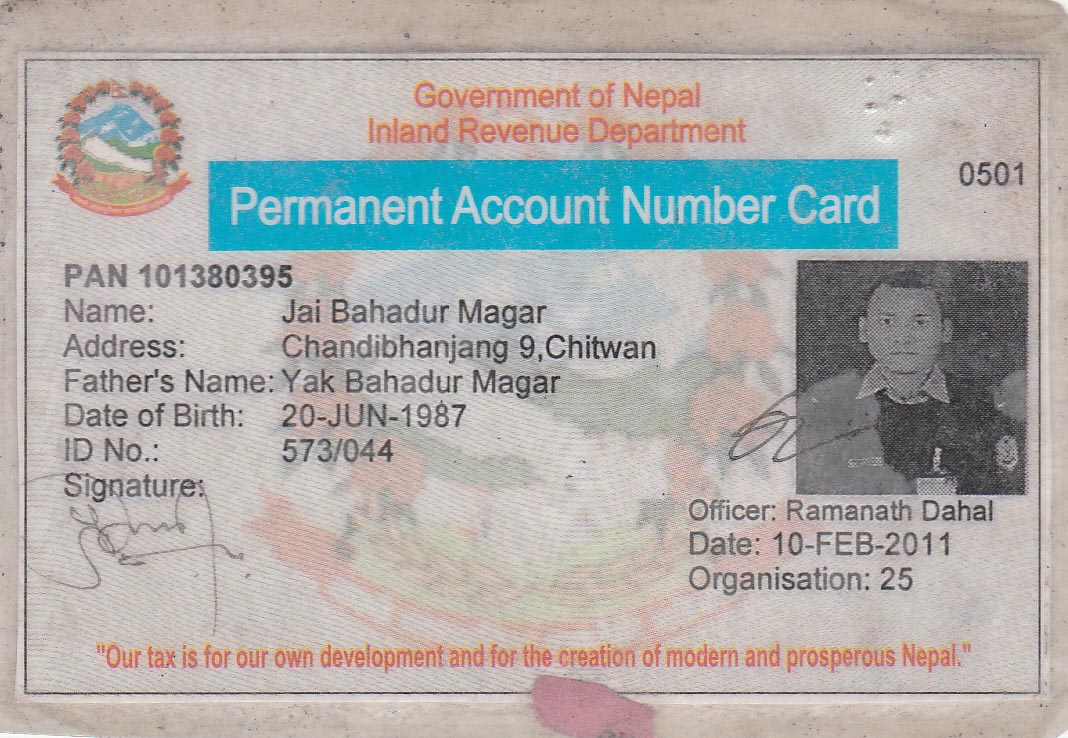 Government of Nepal
Inland Revenue Department
Permanent Account Number Card
0501
PAN 101380395
Name: Jai Bahadur Magar
Address: Chandibhanjang 9,Chitwan
Father's Name: Yak Bahadur Magar
Date of Birth: 20-JUN-1987
ID No.: 573/044
Signature:
Officer: Ramanath Dahal
Date: 10-FEB-2011
Organisation: 25
"Our tax is for our own development and for the creation of modern and prosperous Nepal."